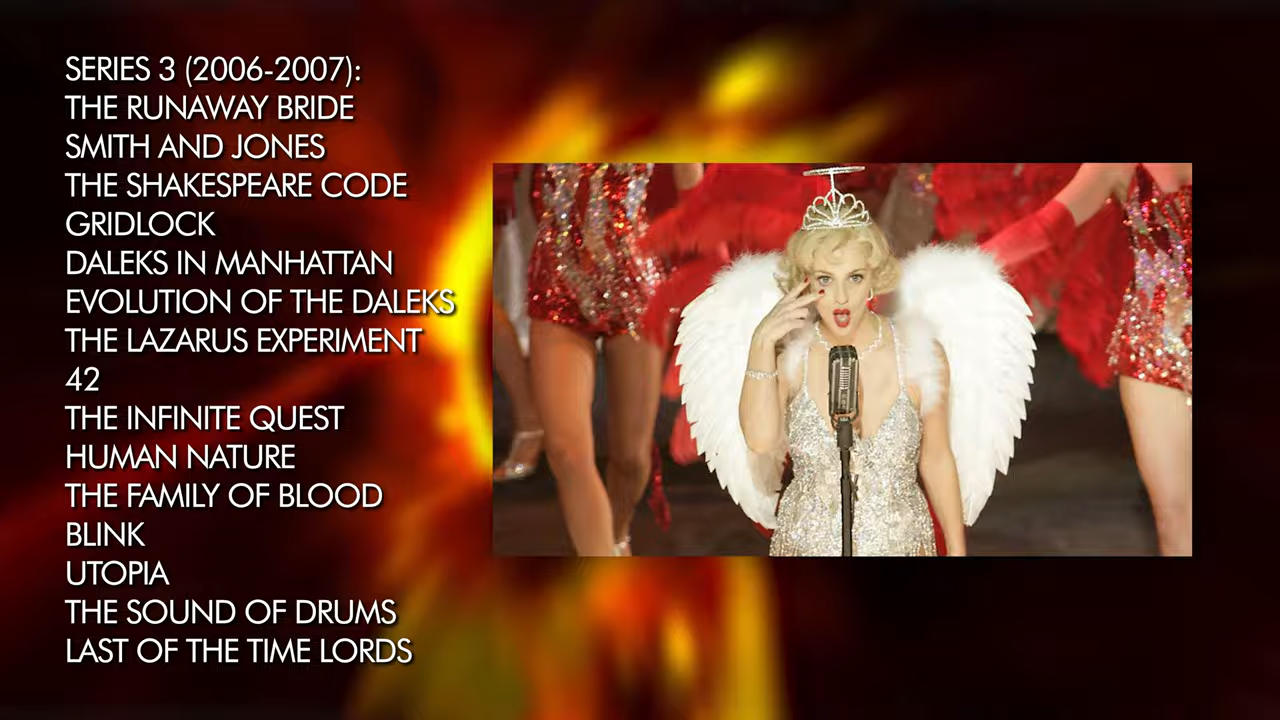 SERIES 3 (2006-2007):
THE RUNAWAY BRIDE
SMITH AND JONES
THE SHAKESPEARE CODE
GRIDLOCK
DALEKS IN MANHATTAN
EVOLUTION OF THE DALEKS
THE LAZARUS EXPERIMENT
42
THE INFINITE QUEST
HUMAN NATURE
THE FAMILY OF BLOOD
BLINK
UTOPIA
THE SOUND OF DRUMS
LAST OF THE TIME LORDS